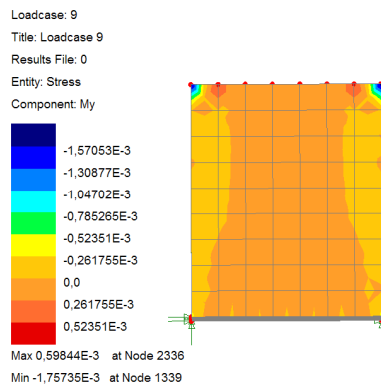 Loadcase: 9
Title: Loadcase 9
Results File: 0
Entity: Stress
Component: My
-1,57053E-3
-1,30877E-3
-1,04702E-3
-0,785265E-3
-0,52351E-3
-0,261755E-3
0,0
0,261755E-3
0,52351E-3
Max 0,59844E-3 at Node 2336
Min -1,75735E-3 at Node 1339